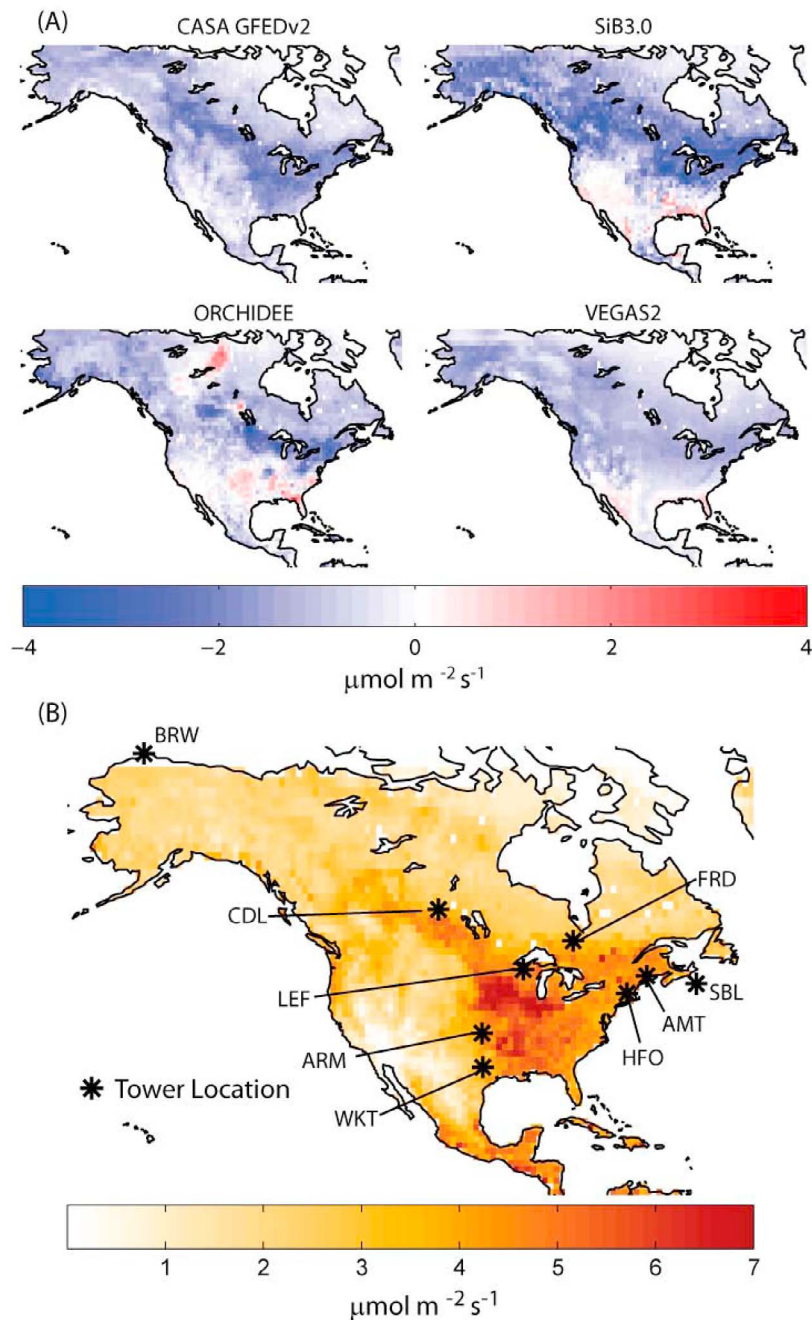 (A)
CASA GFEDv2
SiB3.0
ORCHIDEE
VEGAS2
−4 −2 0 2 4
μmol m -2 s-1
(B)
BRW
FRD
CDL
LEF
SBL
AMT
ARM
HFO
Tower Location
WKT
1 2 3 4 5 6 7
μmol m -2 s-1